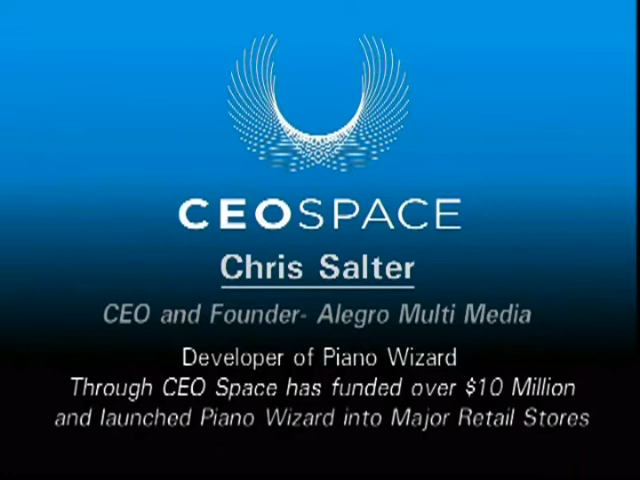 CEOSPACE
Chris Salter
CEO and Founder- Alegro Multi Media
Developer of Piano Wizard
Through CEO Space has funded over $10 Million
and launched Piano Wizard into Major Retail Stores